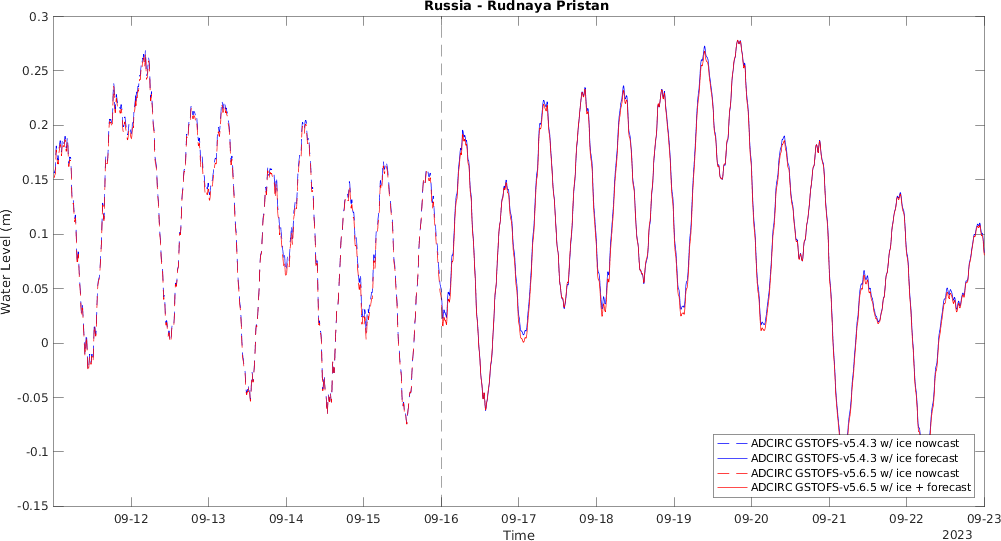 Russia - Rudnaya Pristan
0.3
0.25
0.2
0.15
0.1
0.05
0
-0.05
-0.1
-0.15
Water Level (m)
ADCIRC GSTOFS-v5.4.3 w/ ice nowcast
ADCIRC GSTOFS-v5.4.3 w/ ice forecast
ADCIRC GSTOFS-v5.6.5 w/ ice nowcast
ADCIRC GSTOFS-v5.6.5 w/ ice + forecast
09-12 09-13 09-14 09-15 09-16 09-17 09-18 09-19 09-20 09-21 09-22 09-23
Time
2023